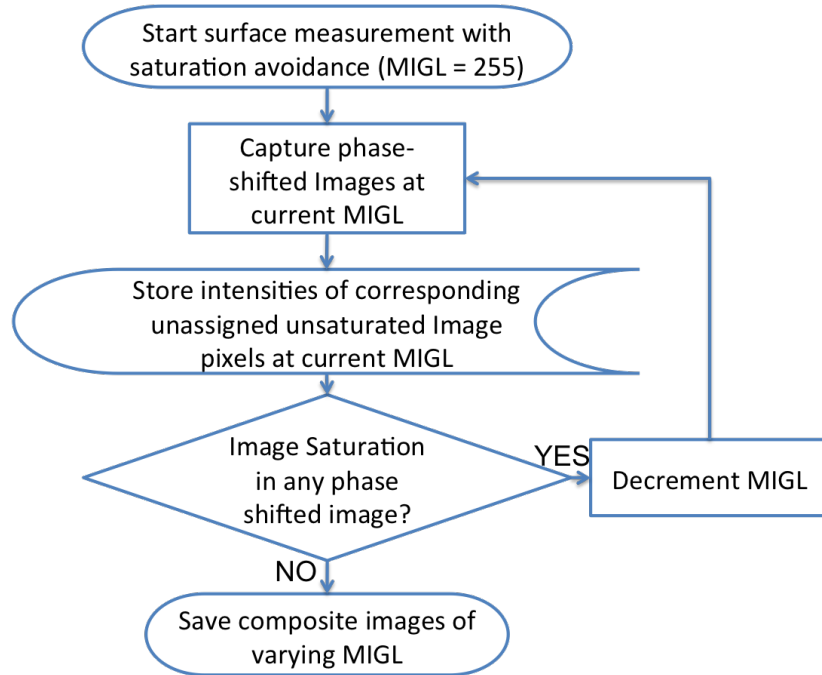 Start surface measurement with
saturation avoidance (MIGL = 255)
Capture phase-
shifted Images at
current MIGL
Store intensities of corresponding
unassigned unsaturated Image
pixels at current MIGL
Image Saturation
in any phase
shifted image?
YES
Decrement MIGL
NO
Save composite images of
varying MIGL